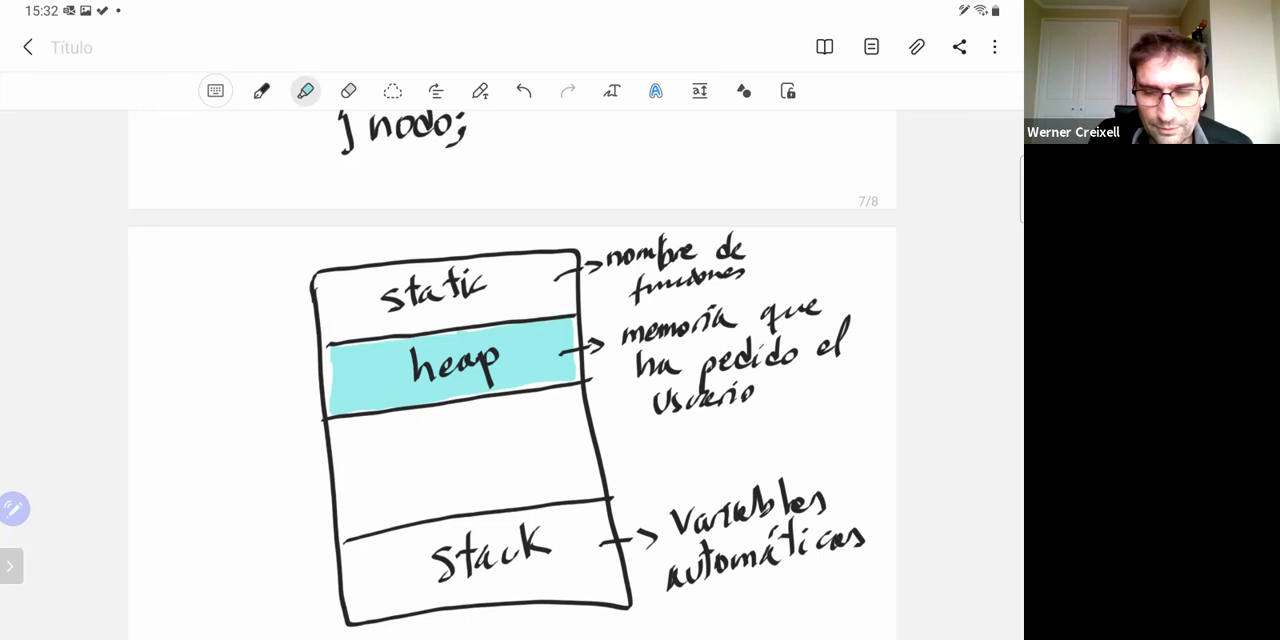 15:32
Título
} nodo;
7/8
static
nombre de
funciones
heap
memoria que
ha pedido el
usuario
stack
variables
automáticas
Werner Creixell